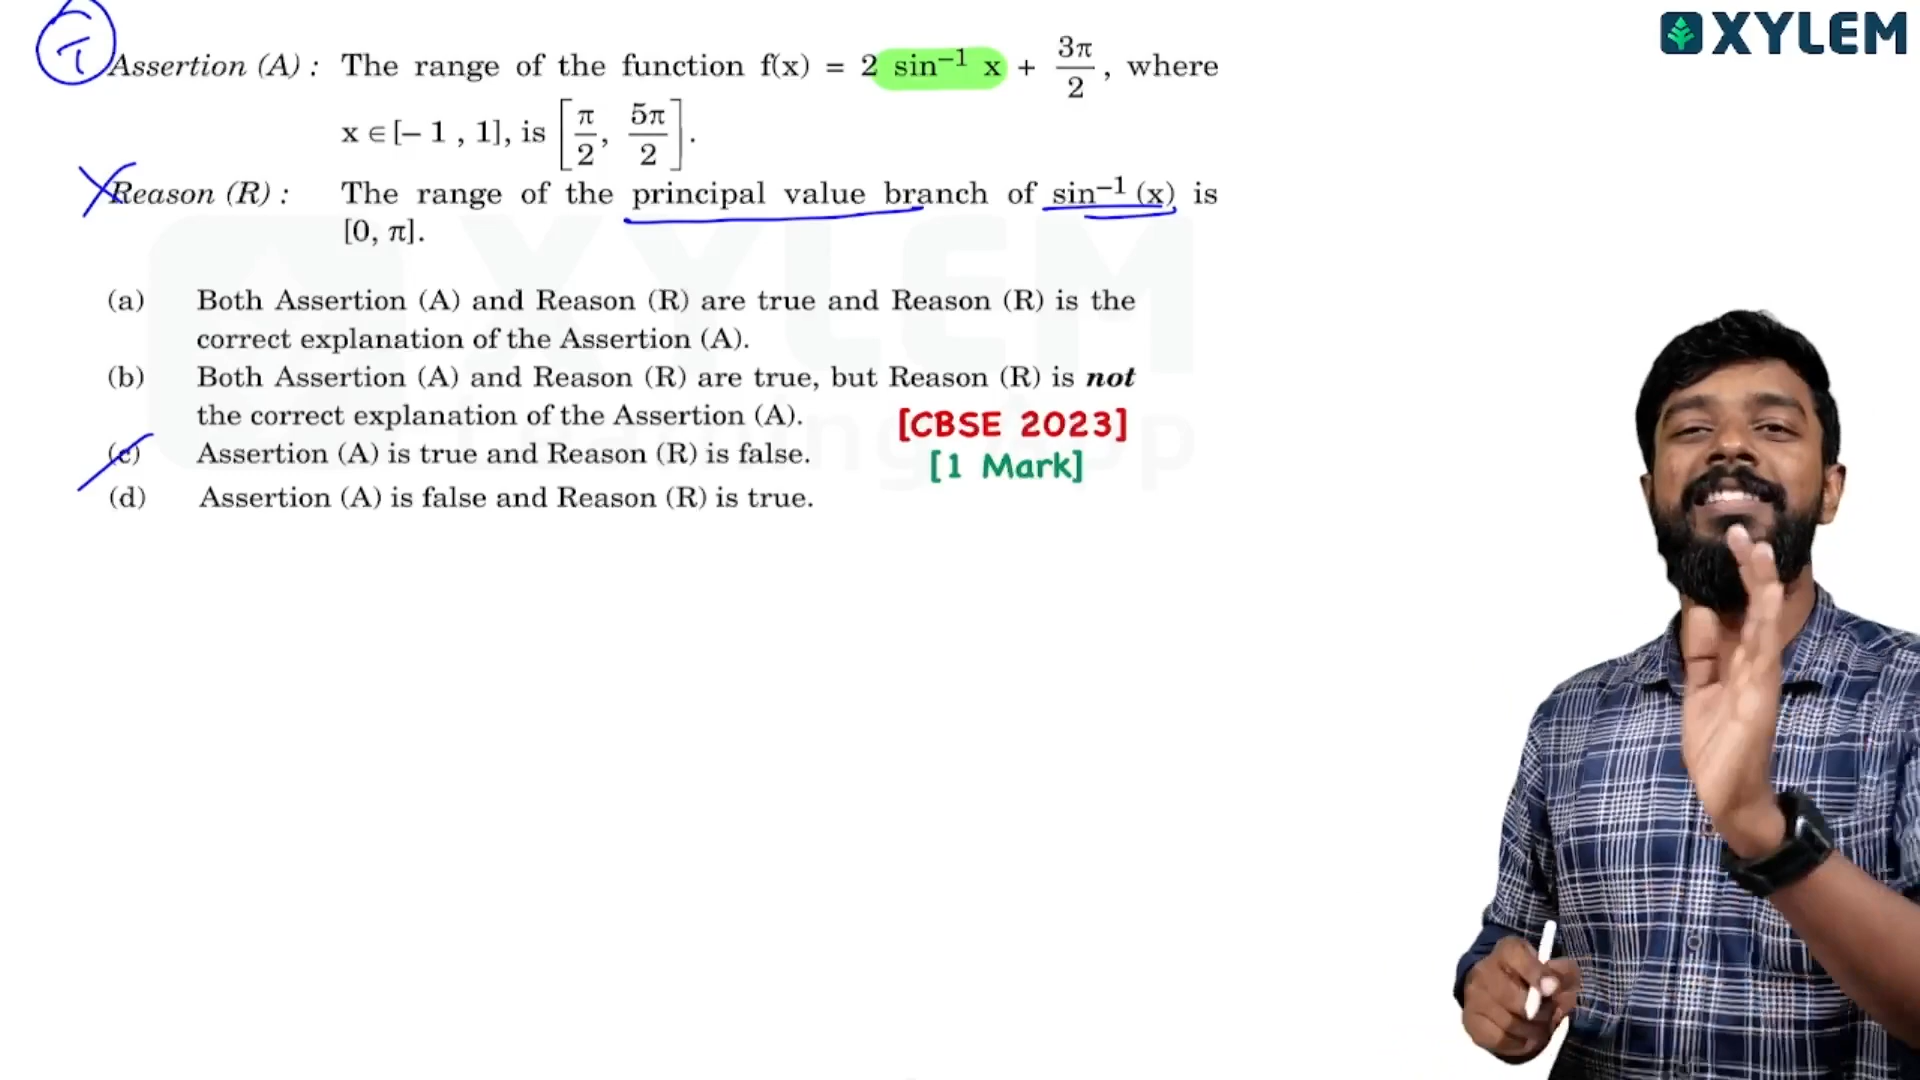 XYLEM
T
Assertion (A) : The range of the function f(x) = 2 sin⁻¹ x + 3π/2, where
x ∈ [– 1 , 1], is [π/2, 5π/2].
Reason (R) : The range of the principal value branch of sin⁻¹ (x) is
[0, π].
(a) Both Assertion (A) and Reason (R) are true and Reason (R) is the
correct explanation of the Assertion (A).
(b) Both Assertion (A) and Reason (R) are true, but Reason (R) is not
the correct explanation of the Assertion (A).
[CBSE 2023]
(c) Assertion (A) is true and Reason (R) is false.
[1 Mark]
(d) Assertion (A) is false and Reason (R) is true.
XYLEM
Learning App